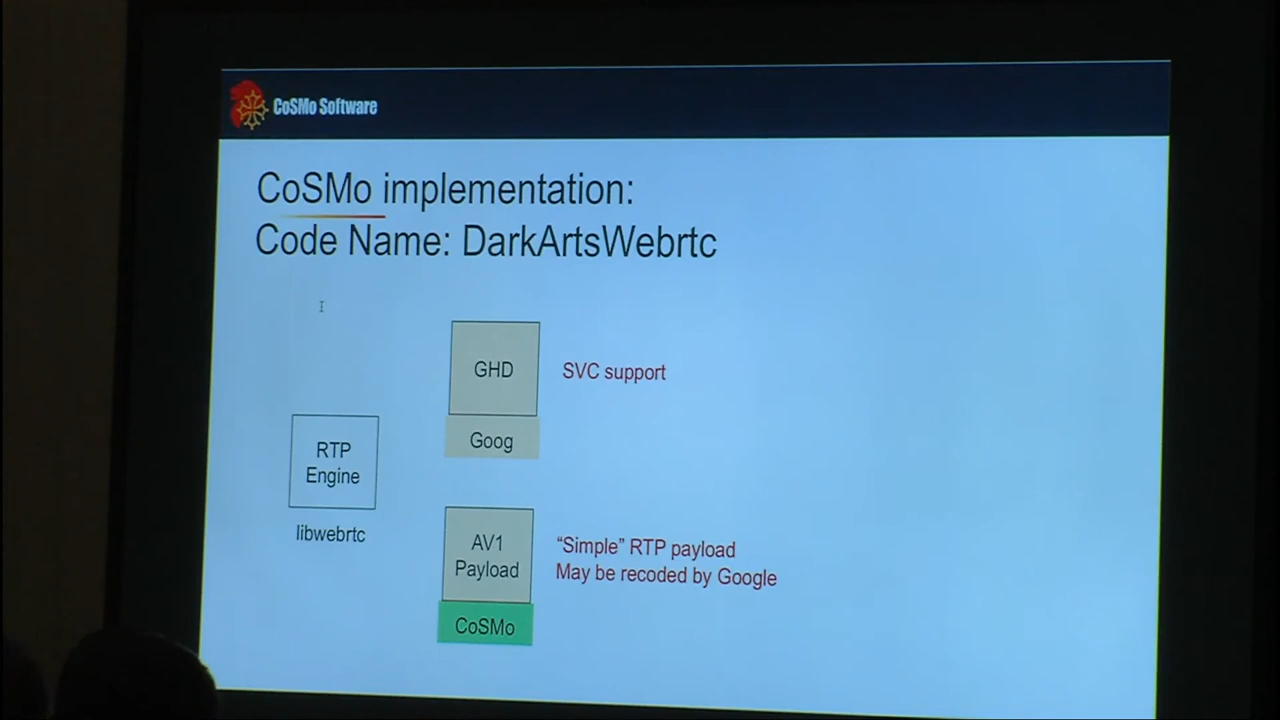 CoSMo Software
CoSMo implementation:
Code Name: DarkArtsWebrtc
GHD
SVC support
Goog
RTP
Engine
libwebrtc
AV1
Payload
"Simple" RTP payload
May be recoded by Google
CoSMo